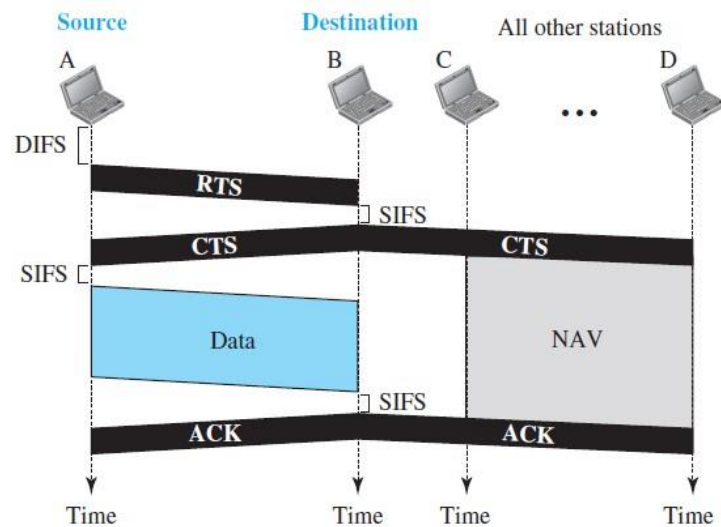 Source
Destination
All other stations
A
B
C
D
...
DIFS
RTS
SIFS
CTS
CTS
SIFS
Data
NAV
SIFS
ACK
ACK
Time
Time
Time
Time